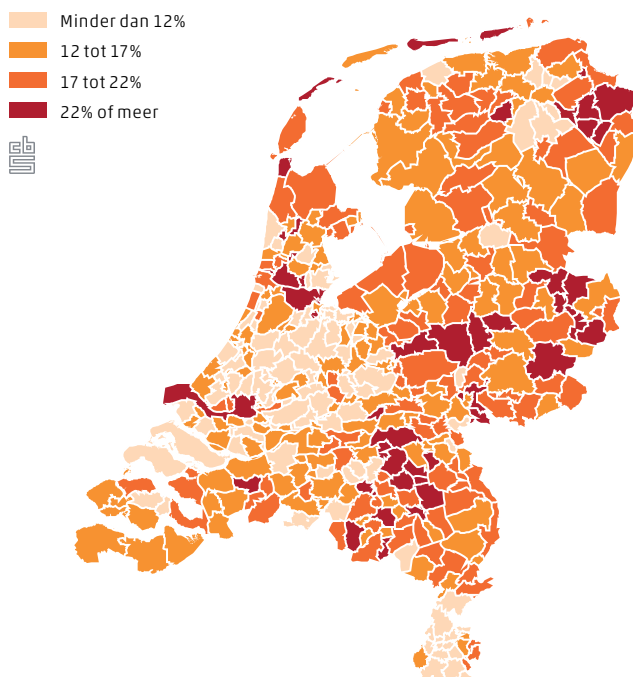 Minder dan 12%
12 tot 17%
17 tot 22%
22% of meer
cbs